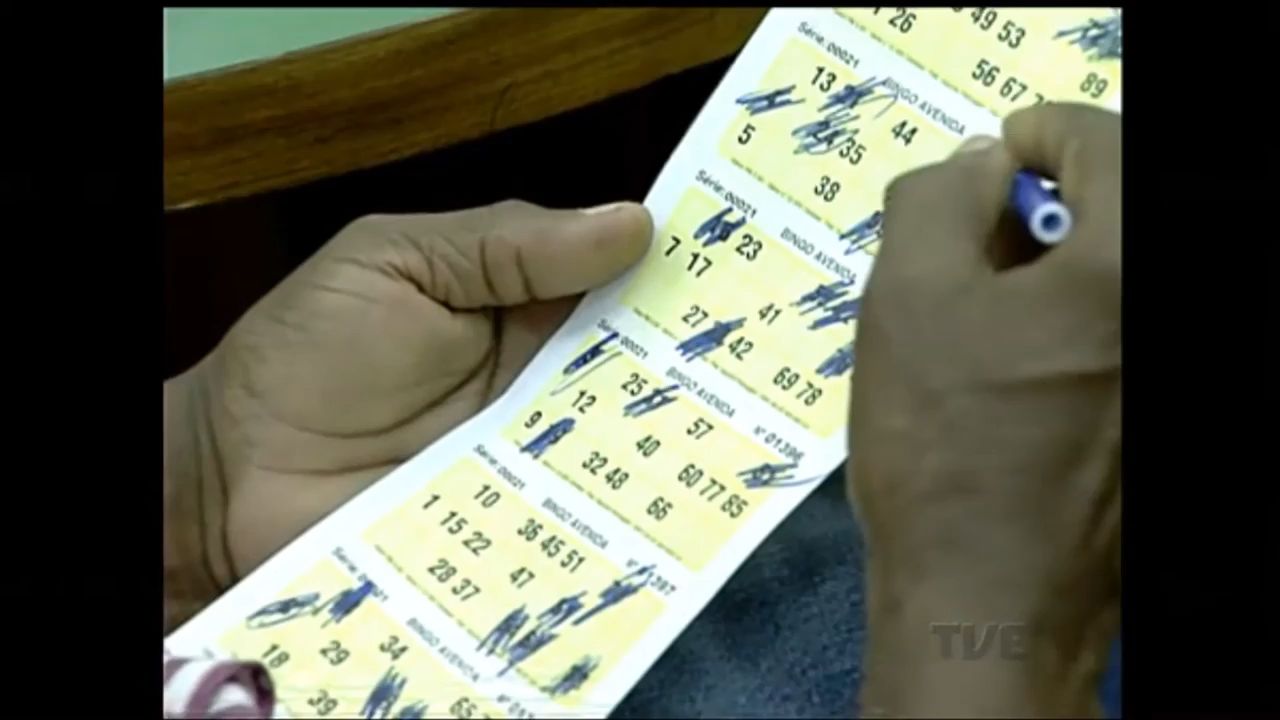 26 49 53
56 67
89
Série: 00021 BINGO AVENIDA
13 44
5 35
38
Série: 00021 BINGO AVENIDA
23
7 17 41
27 42 69 78
00021 BINGO AVENIDA nº 01396
25 57
12 40 60 77 85
9 32 48 66
Série: 00021 BINGO AVENIDA
10 36 45 51
1 15 22 47
28 37
BINGO AVENIDA
29 34
18 39
TVE